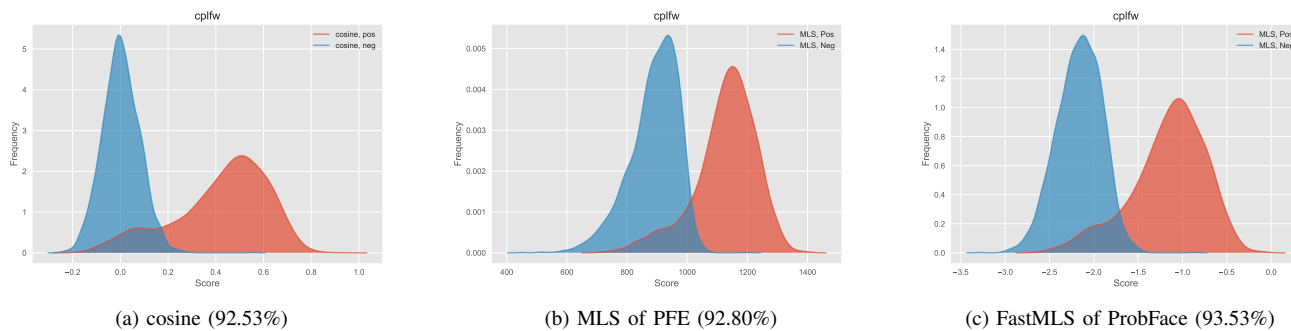 cplfw
cosine, pos
cosine, neg
Frequency
5
4
3
2
1
0
−0.2
0.0
0.2
0.4
0.6
0.8
1.0
Score
(a) cosine (92.53%)
cplfw
MLS, Pos
MLS, Neg
Frequency
0.005
0.004
0.003
0.002
0.001
0.000
400
600
800
1000
1200
1400
Score
(b) MLS of PFE (92.80%)
cplfw
MLS, Pos
MLS, Neg
Frequency
1.4
1.2
1.0
0.8
0.6
0.4
0.2
0.0
−3.5
−3.0
−2.5
−2.0
−1.5
−1.0
−0.5
0.0
Score
(c) FastMLS of ProbFace (93.53%)